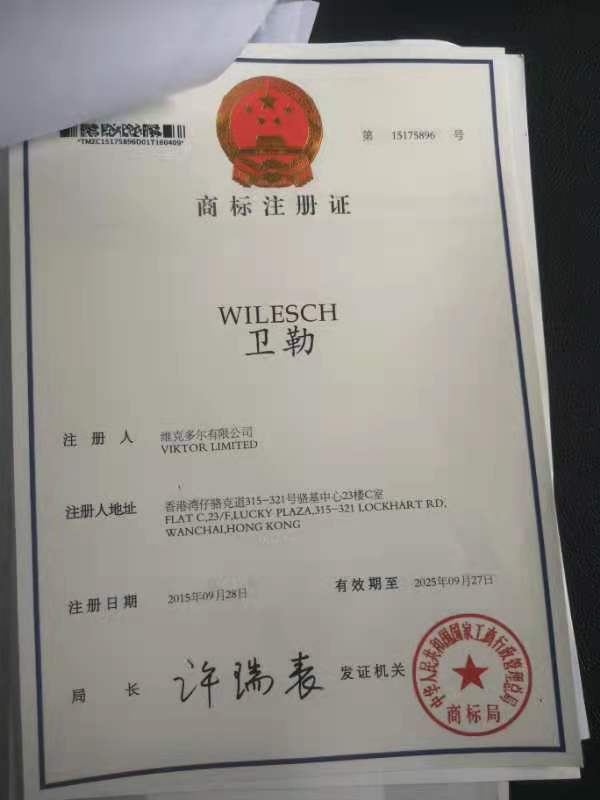 *TMZC15175896D01T160409*
第 15175896 号
商标注册证
WILESCH
卫勒
注册人 维克多尔有限公司
VIKTOR LIMITED
注册人地址 香港湾仔骆克道315-321号骆基中心23楼C室
FLAT C,23/F,LUCKY PLAZA,315-321 LOCKHART RD,
WANCHAI,HONG KONG
注册日期 2015年09月28日 有效期至 2025年09月27日
局长 许瑞表 发证机关
中华人民共和国国家工商行政管理总局
商标局